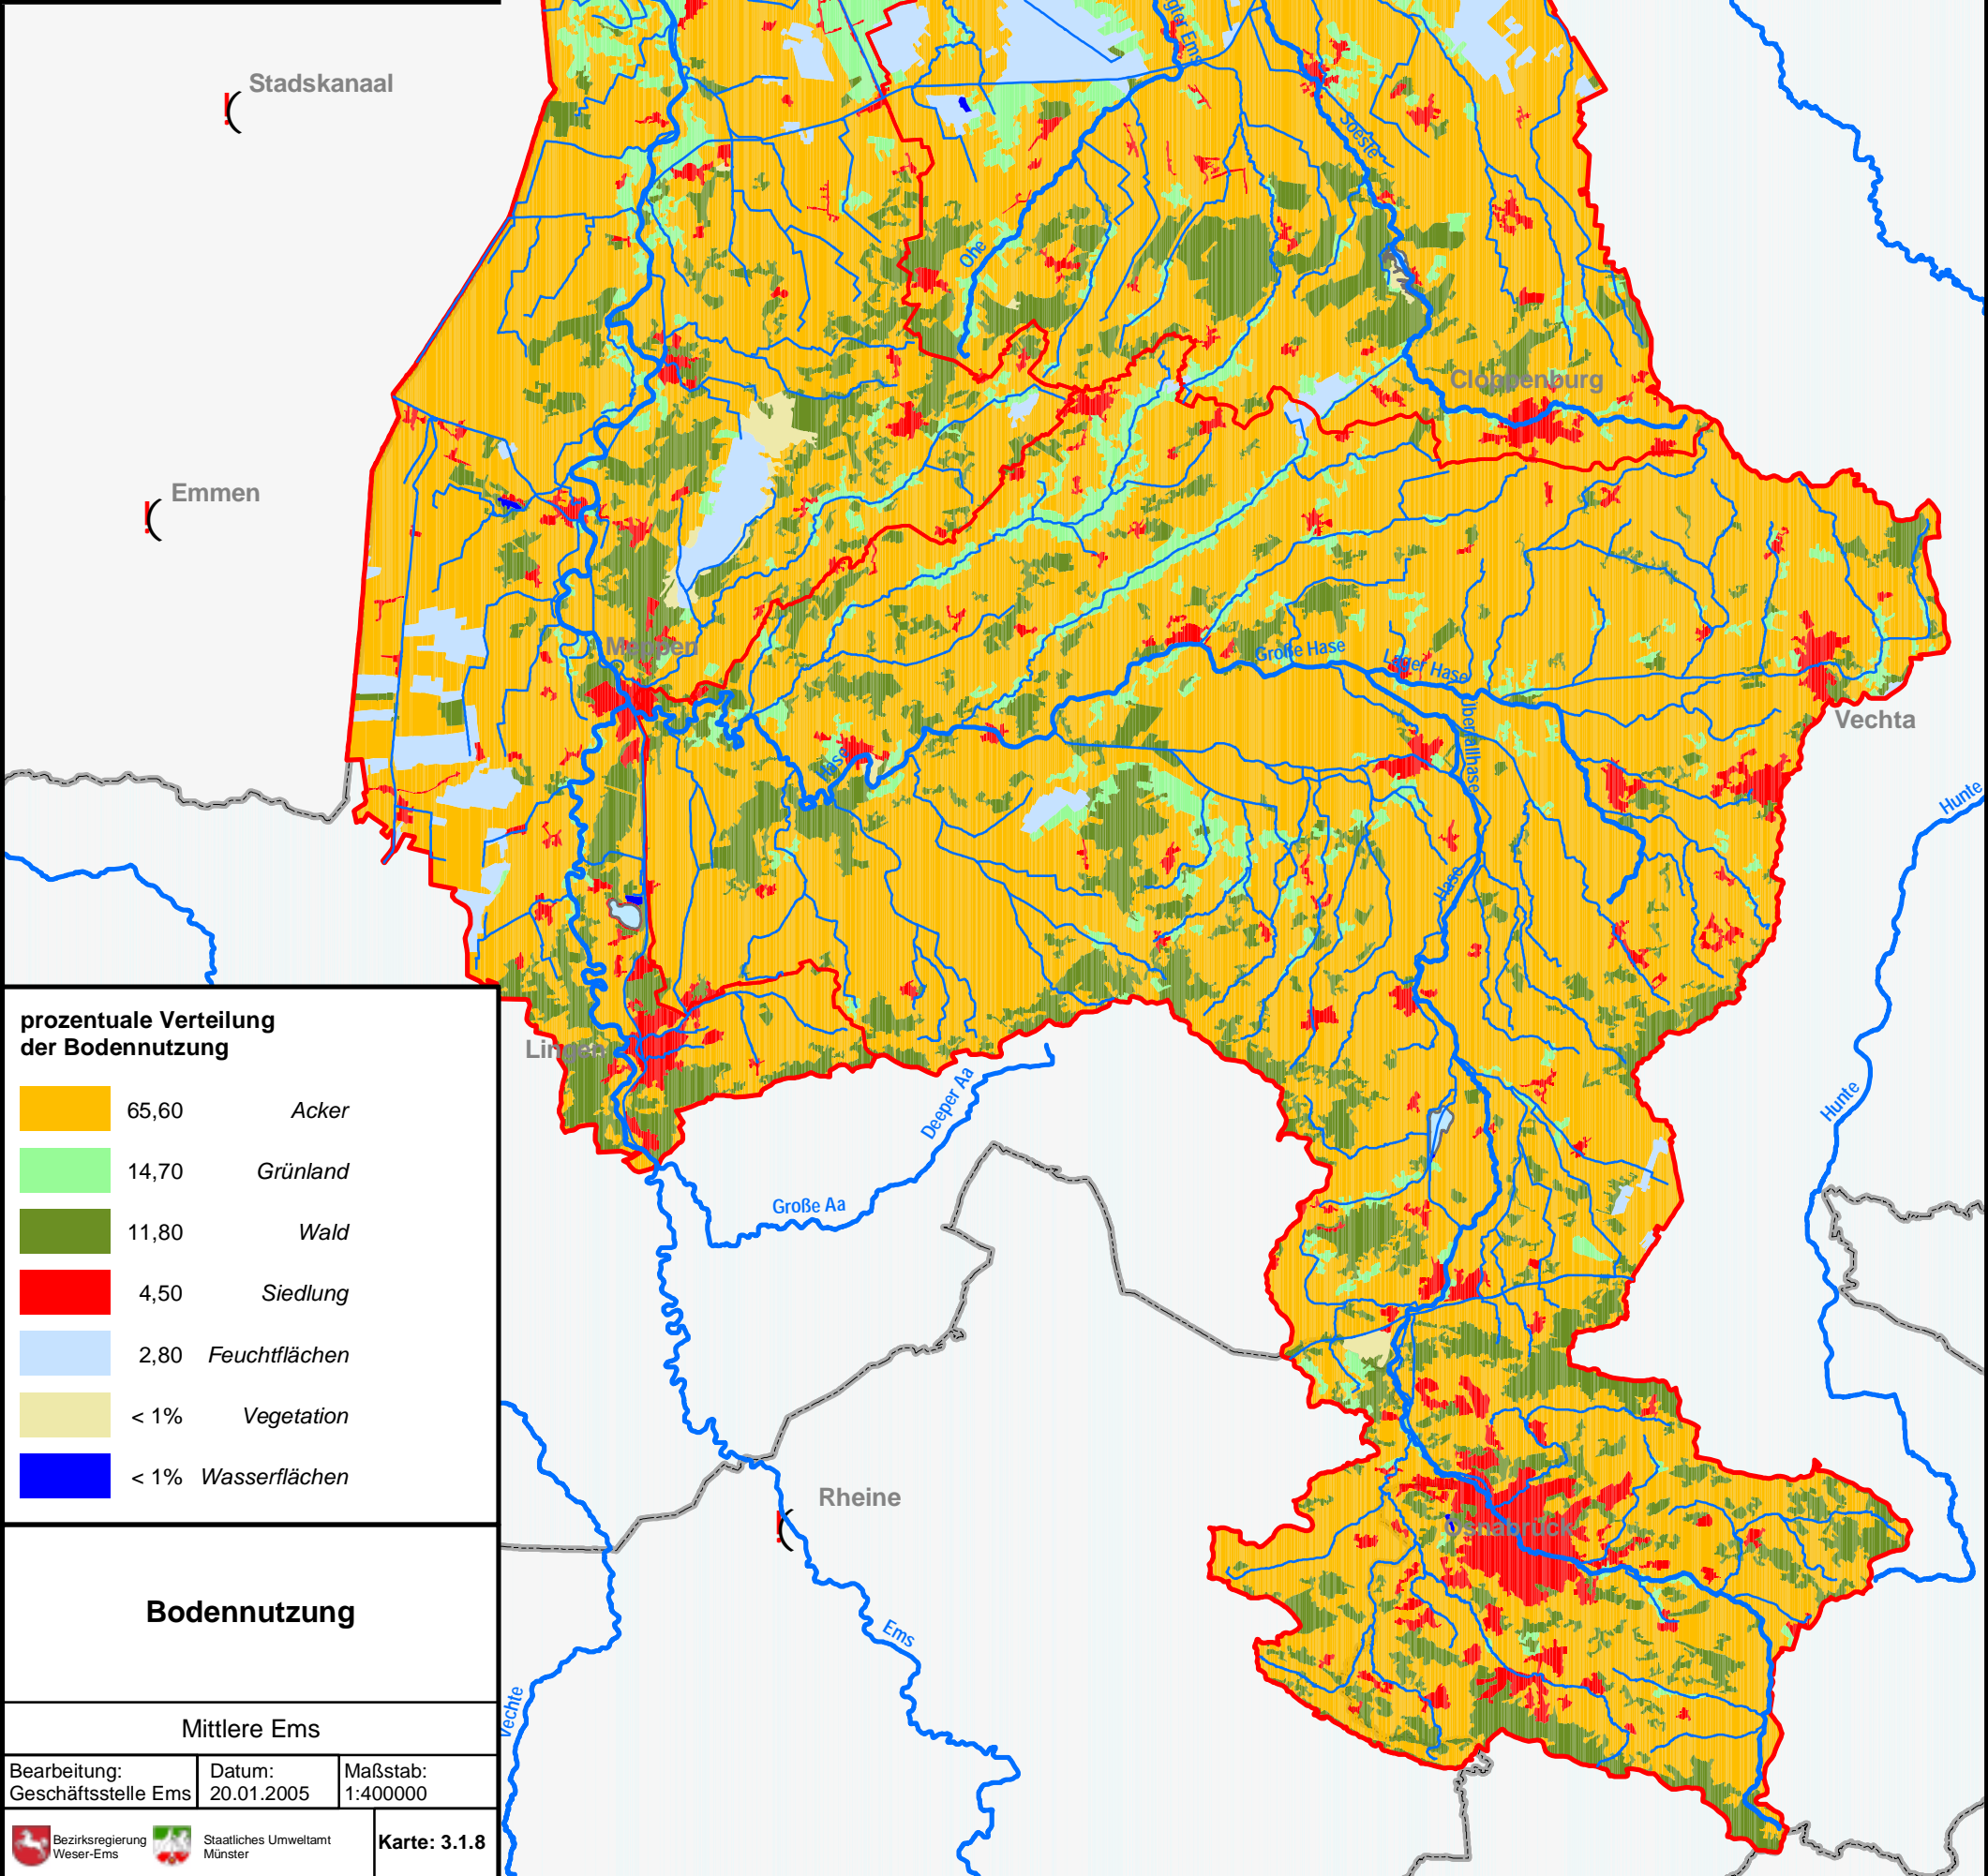 Stadskanaal
gter Ems
Soeste
Ohe
Cloppenburg
Emmen
Meppen
Große Hase
Lager Hase
Überfallhase
Vechta
Hase
Hunte
Hase
Lingen
Deeper Aa
Hunte
Große Aa
Rheine
Osnabrück
Ems
Vechte
prozentuale Verteilung
der Bodennutzung
65,60 Acker
14,70 Grünland
11,80 Wald
4,50 Siedlung
2,80 Feuchtflächen
< 1% Vegetation
< 1% Wasserflächen
Bodennutzung
Mittlere Ems
Bearbeitung:
Geschäftsstelle Ems
Datum:
20.01.2005
Maßstab:
1:400000
Bezirksregierung
Weser-Ems
Staatliches Umweltamt
Münster
Karte: 3.1.8